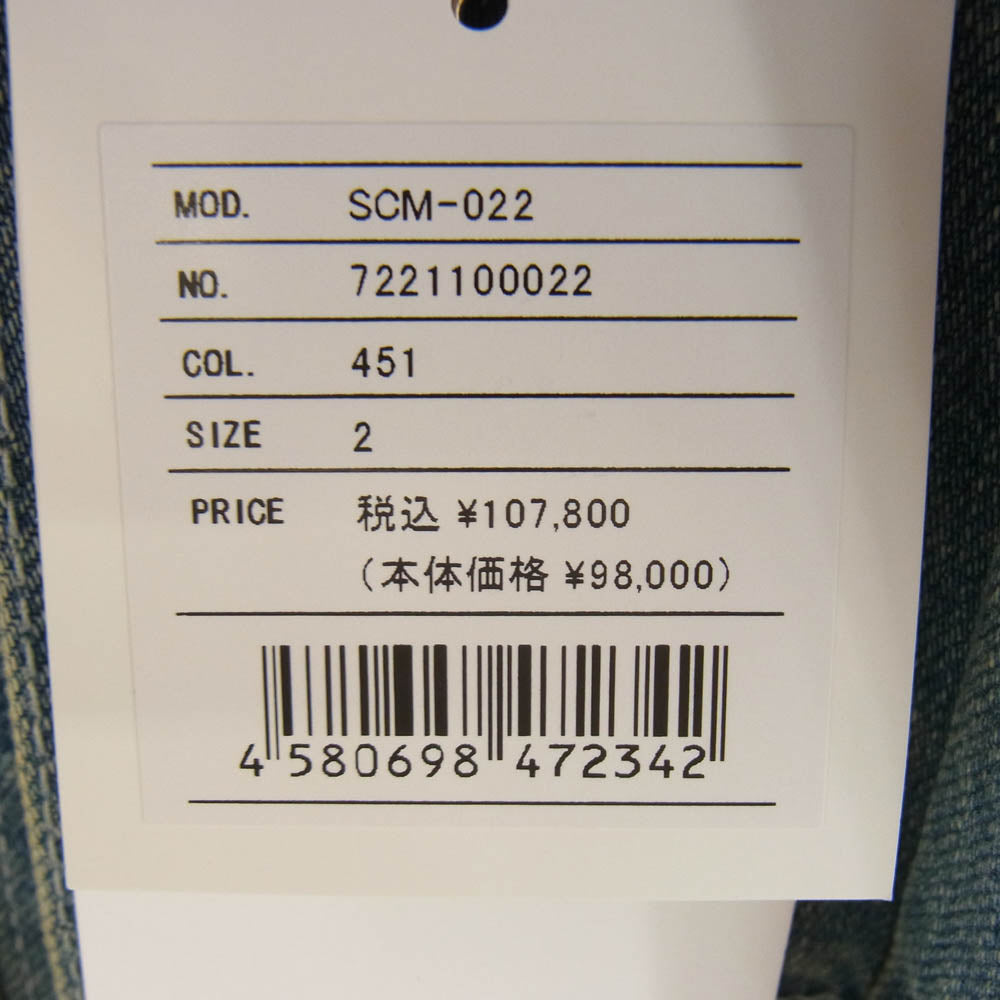 MOD. SCM-022
NO. 7221100022
COL. 451
SIZE 2
PRICE 税込 ¥107,800
(本体価格 ¥98,000)
4 580698 472342